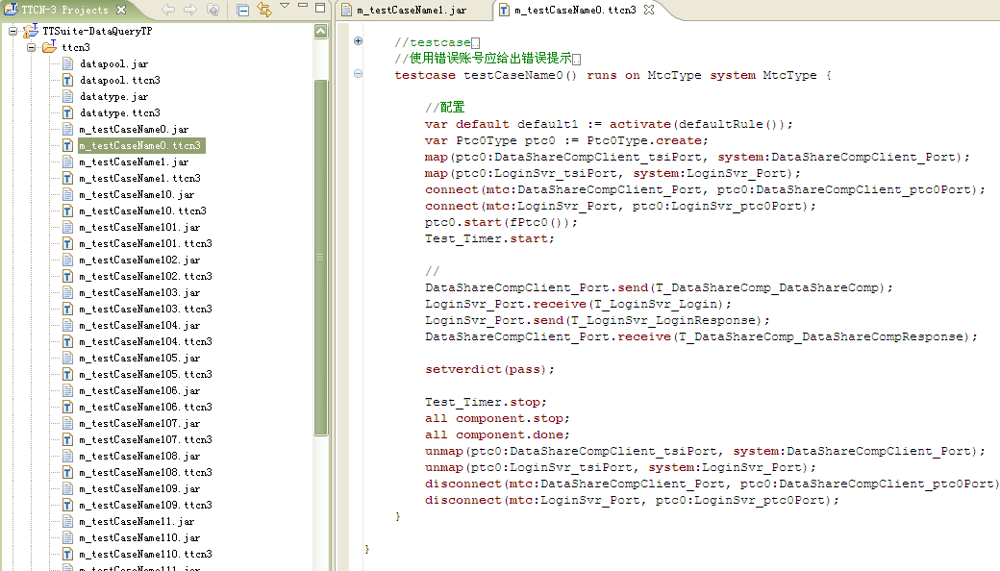 TTCN-3 Projects
TTSuite-DataQueryTP
ttcn3
datapool.jar
datapool.ttcn3
datatype.jar
datatype.ttcn3
m_testCaseName0.jar
m_testCaseName0.ttcn3
m_testCaseName1.jar
m_testCaseName1.ttcn3
m_testCaseName10.jar
m_testCaseName10.ttcn3
m_testCaseName101.jar
m_testCaseName101.ttcn3
m_testCaseName102.jar
m_testCaseName102.ttcn3
m_testCaseName103.jar
m_testCaseName103.ttcn3
m_testCaseName104.jar
m_testCaseName104.ttcn3
m_testCaseName105.jar
m_testCaseName105.ttcn3
m_testCaseName106.jar
m_testCaseName106.ttcn3
m_testCaseName107.jar
m_testCaseName107.ttcn3
m_testCaseName108.jar
m_testCaseName108.ttcn3
m_testCaseName109.jar
m_testCaseName109.ttcn3
m_testCaseName11.jar
m_testCaseName110.jar
m_testCaseName110.ttcn3
m_testCaseName111.jar
m_testCaseName1.jar
m_testCaseName0.ttcn3
//testcase
//使用错误账号应给出错误提示
testcase testCaseName0() runs on MtcType system MtcType {
//配置
var default default1 := activate(defaultRule());
var Ptc0Type ptc0 := Ptc0Type.create;
map(ptc0:DataShareCompClient_tsiPort, system:DataShareCompClient_Port);
map(ptc0:LoginSvr_tsiPort, system:LoginSvr_Port);
connect(mtc:DataShareCompClient_Port, ptc0:DataShareCompClient_ptc0Port);
connect(mtc:LoginSvr_Port, ptc0:LoginSvr_ptc0Port);
ptc0.start(fPtc0());
Test_Timer.start;
//
DataShareCompClient_Port.send(T_DataShareComp_DataShareComp);
LoginSvr_Port.receive(T_LoginSvr_Login);
LoginSvr_Port.send(T_LoginSvr_LoginResponse);
DataShareCompClient_Port.receive(T_DataShareComp_DataShareCompResponse);
setverdict(pass);
Test_Timer.stop;
all component.stop;
all component.done;
unmap(ptc0:DataShareCompClient_tsiPort, system:DataShareCompClient_Port);
unmap(ptc0:LoginSvr_tsiPort, system:LoginSvr_Port);
disconnect(mtc:DataShareCompClient_Port, ptc0:DataShareCompClient_ptc0Port)
disconnect(mtc:LoginSvr_Port, ptc0:LoginSvr_ptc0Port);
}
}